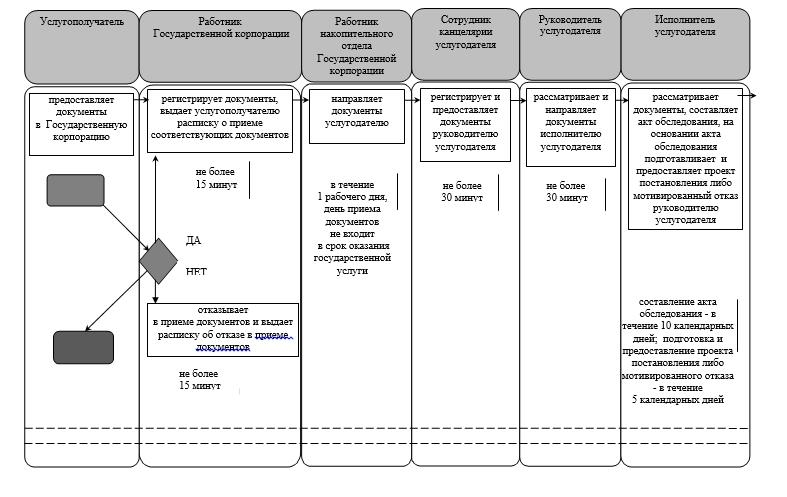 Услугополучатель
Работник
Государственной корпорации
Работник
накопительного
отдела
Государственной
корпорации
Сотрудник
канцелярии
услугодателя
Руководитель
услугодателя
Исполнитель
услугодателя
предоставляет
документы
в Государственную
корпорацию
регистрирует документы,
выдает услугополучателю
расписку о приеме
соответствующих документов
направляет
документы
услугодателю
регистрирует и
предоставляет
документы
руководителю
услугодателя
рассматривает и
направляет
документы
исполнителю
услугодателя
рассматривает
документы, составляет
акт обследования, на
основании акта
обследования
подготавливает и
предоставляет проект
постановления либо
мотивированный отказ
руководителю
услугодателя
не более
15 минут
в течение
1 рабочего дня,
день приема
документов
не входит
в срок оказания
государственной
услуги
не более
30 минут
не более
30 минут
ДА
НЕТ
отказывает
в приеме документов и выдает
расписку об отказе в приеме
документов
не более
15 минут
составление акта
обследования - в
течение 10 календарных
дней; подготовка и
предоставление проекта
постановления либо
мотивированного отказа
- в течение
5 календарных дней